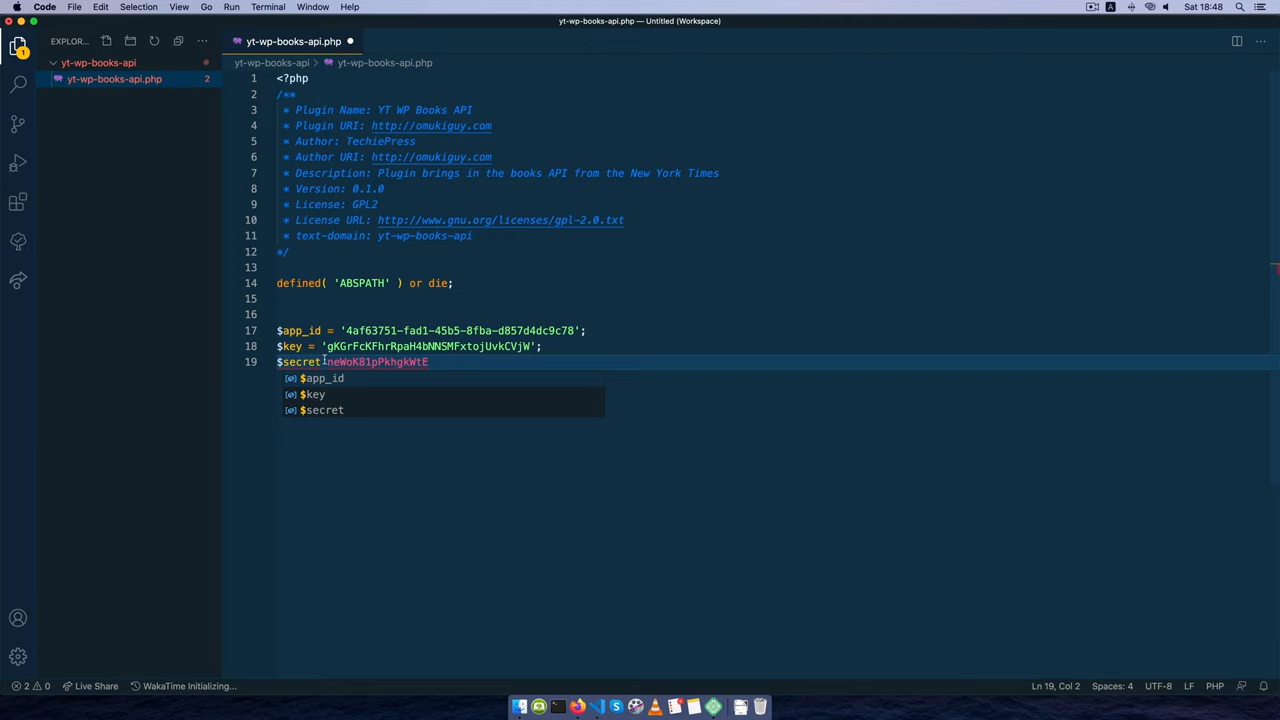 Code File Edit Selection View Go Run Terminal Window Help
Sat 18:48
yt-wp-books-api.php — Untitled (Workspace)
EXPLOR...
yt-wp-books-api.php
yt-wp-books-api
yt-wp-books-api.php 2
1
yt-wp-books-api > yt-wp-books-api.php
1 <?php
2 /**
3 * Plugin Name: YT WP Books API
4 * Plugin URI: http://omukiguy.com
5 * Author: TechiePress
6 * Author URI: http://omukiguy.com
7 * Description: Plugin brings in the books API from the New York Times
8 * Version: 0.1.0
9 * License: GPL2
10 * License URL: http://www.gnu.org/licenses/gpl-2.0.txt
11 * text-domain: yt-wp-books-api
12 */
13
14 defined( 'ABSPATH' ) or die;
15
16
17 $app_id = '4af63751-fad1-45b5-8fba-d857d4dc9c78';
18 $key = 'gKGrFcKFhrRpaH4bNNSMFxtojUvkCVjW';
19 $secret neWoK81pPkhgkWtE
$app_id
$key
$secret
2 0 Live Share WakaTime Initializing...
Ln 19, Col 2 Spaces: 4 UTF-8 LF PHP